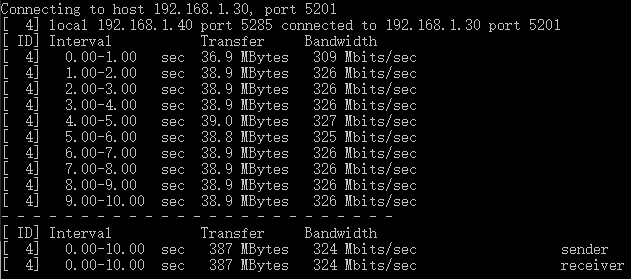 Connecting to host 192.168.1.30, port 5201
[  4] local 192.168.1.40 port 5285 connected to 192.168.1.30 port 5201
[ ID] Interval           Transfer     Bandwidth
[  4]   0.00-1.00   sec  36.9 MBytes   309 Mbits/sec
[  4]   1.00-2.00   sec  38.9 MBytes   326 Mbits/sec
[  4]   2.00-3.00   sec  38.9 MBytes   326 Mbits/sec
[  4]   3.00-4.00   sec  38.9 MBytes   326 Mbits/sec
[  4]   4.00-5.00   sec  39.0 MBytes   327 Mbits/sec
[  4]   5.00-6.00   sec  38.8 MBytes   325 Mbits/sec
[  4]   6.00-7.00   sec  38.9 MBytes   326 Mbits/sec
[  4]   7.00-8.00   sec  38.9 MBytes   326 Mbits/sec
[  4]   8.00-9.00   sec  38.9 MBytes   326 Mbits/sec
[  4]   9.00-10.00  sec  38.9 MBytes   326 Mbits/sec
- - - - - - - - - - - - - - - - - - - - - - - - -
[ ID] Interval           Transfer     Bandwidth
[  4]   0.00-10.00  sec   387 MBytes   324 Mbits/sec                  sender
[  4]   0.00-10.00  sec   387 MBytes   324 Mbits/sec                  receiver